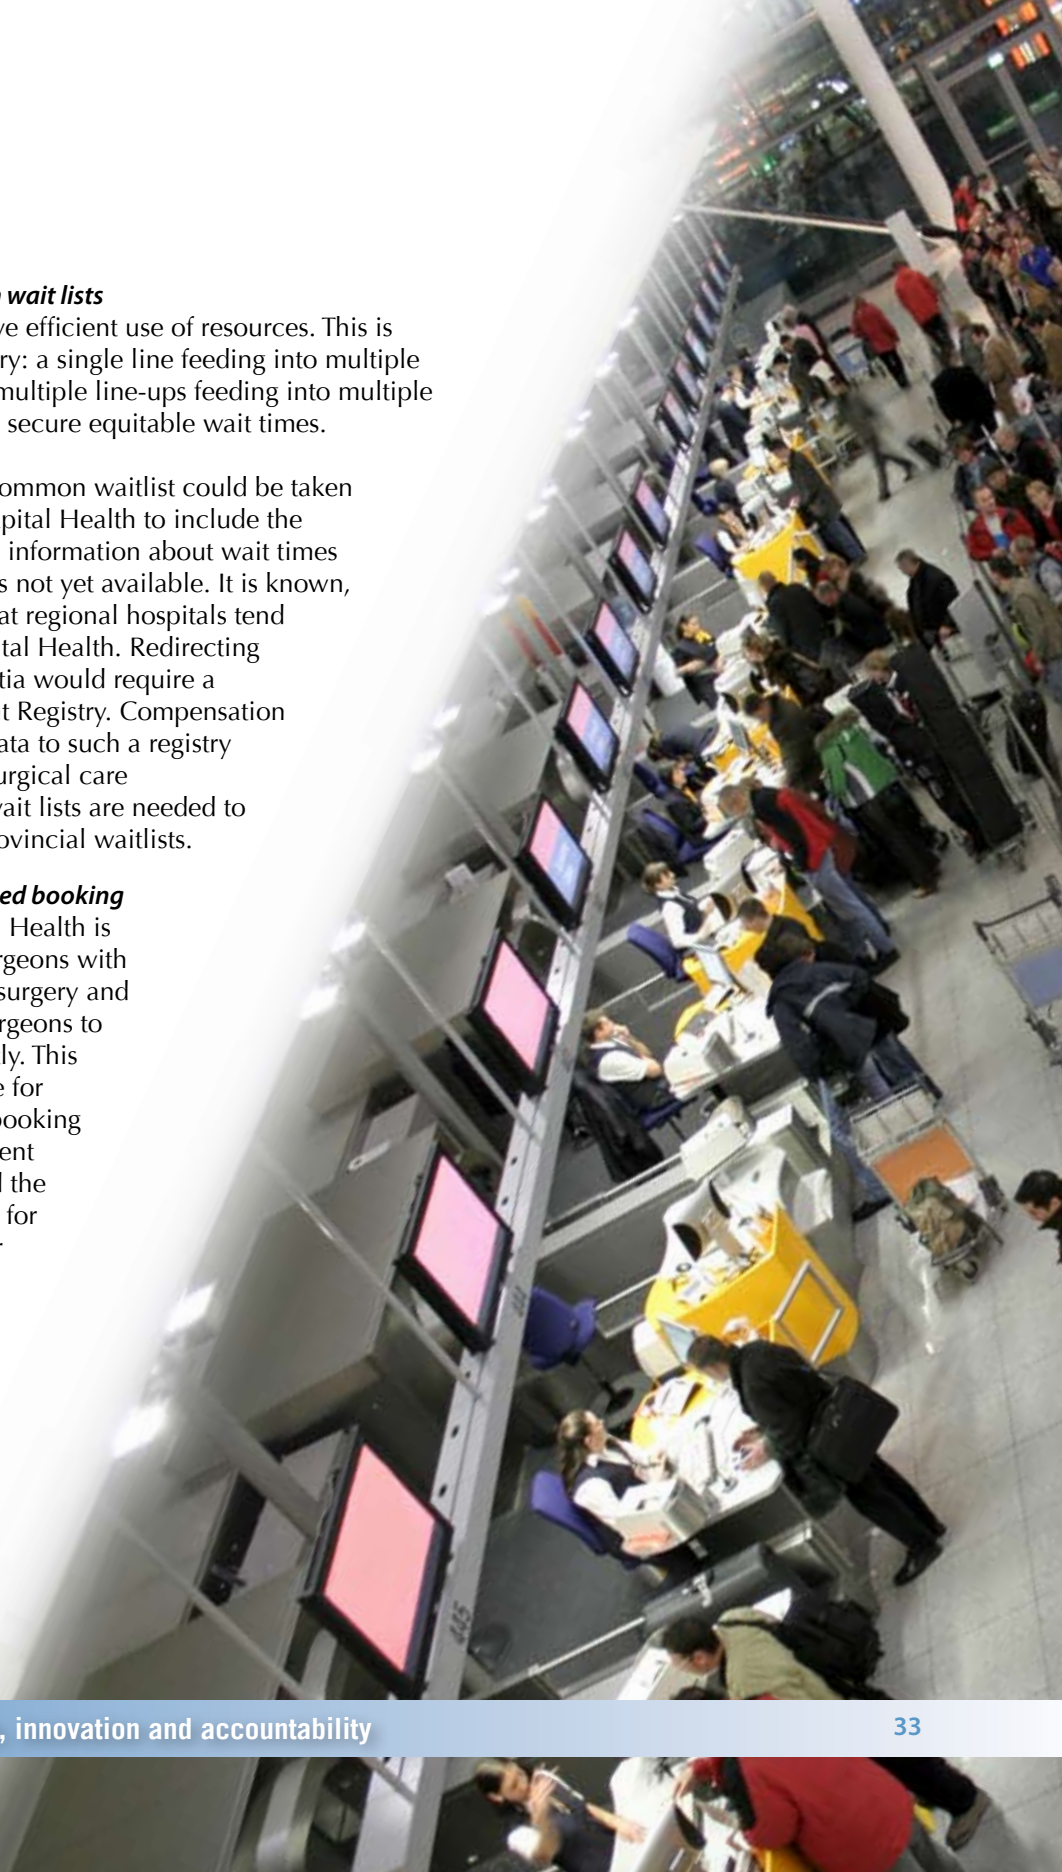 wait lists
ve efficient use of resources. This is
ry: a single line feeding into multiple
multiple line-ups feeding into multiple
secure equitable wait times.
ommon waitlist could be taken
pital Health to include the
information about wait times
s not yet available. It is known,
at regional hospitals tend
tal Health. Redirecting
tia would require a
t Registry. Compensation
ata to such a registry
urgical care
vait lists are needed to
ovincial waitlists.
ed booking
Health is
rgeons with
surgery and
rgeons to
ly. This
e for
booking
ent
l the
for
, innovation and accountability
33
445